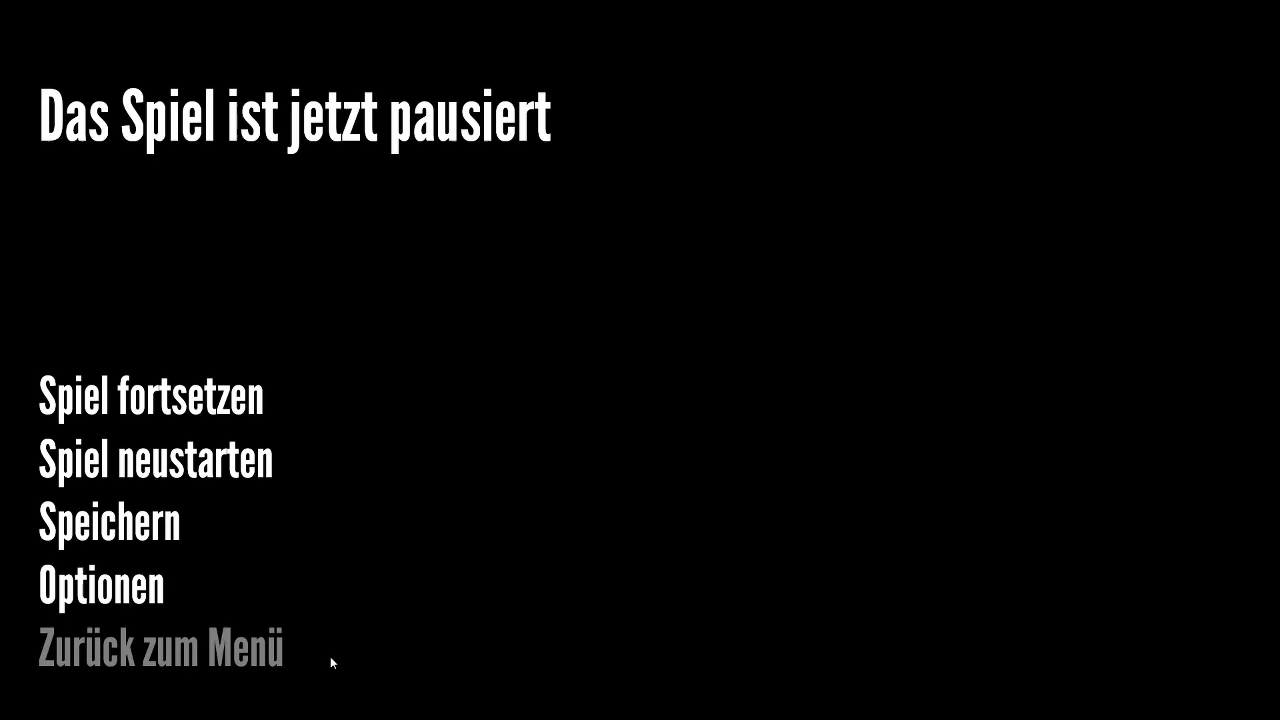 Das Spiel ist jetzt pausiert
Spiel fortsetzen
Spiel neustarten
Speichern
Optionen
Zurück zum Menü